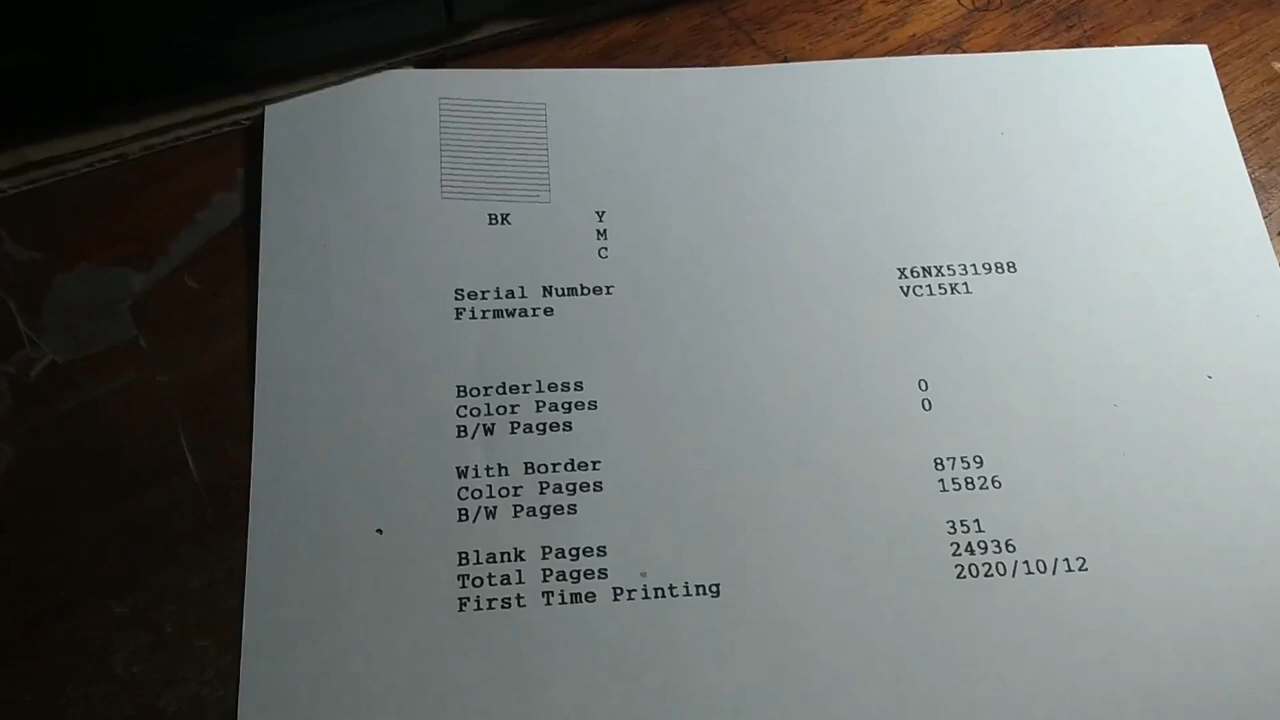 BK Y
M
C
Serial Number X6NX531988
Firmware VC15K1
Borderless
Color Pages 0
B/W Pages 0
With Border
Color Pages 8759
B/W Pages 15826
Blank Pages 351
Total Pages 24936
First Time Printing 2020/10/12